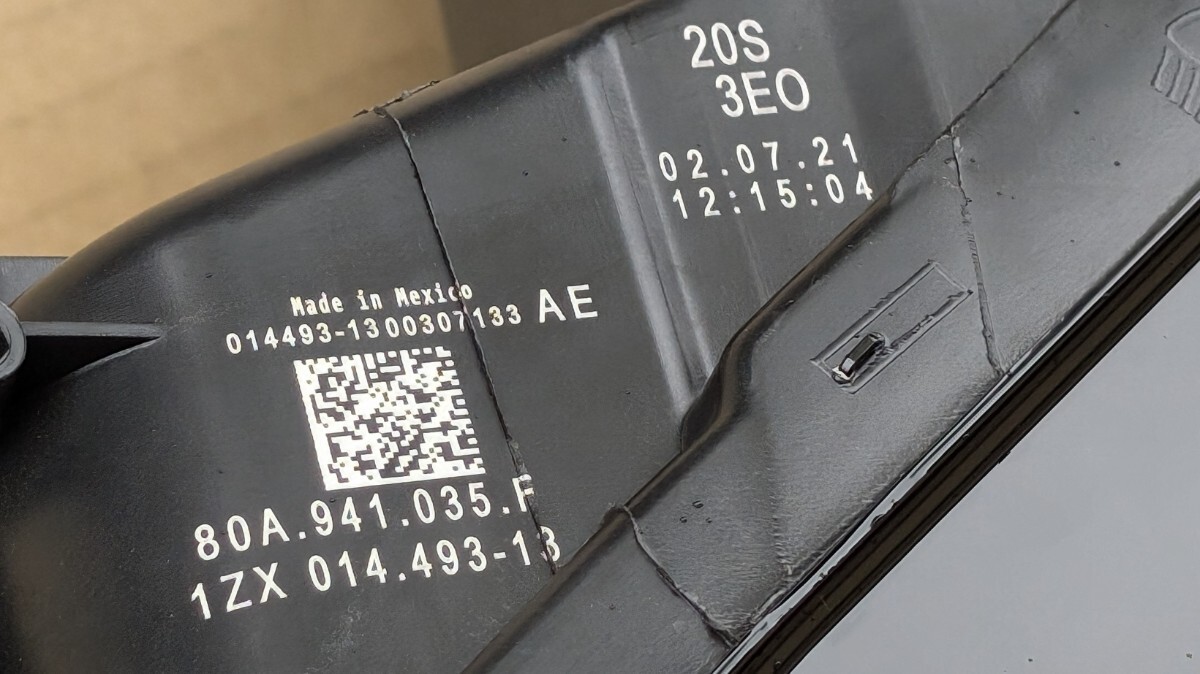 20S
3EO
02.07.21
12:15:04
Made in Mexico
014493-1300307133 AE
80A.941.035.F
1ZX 014.493-13